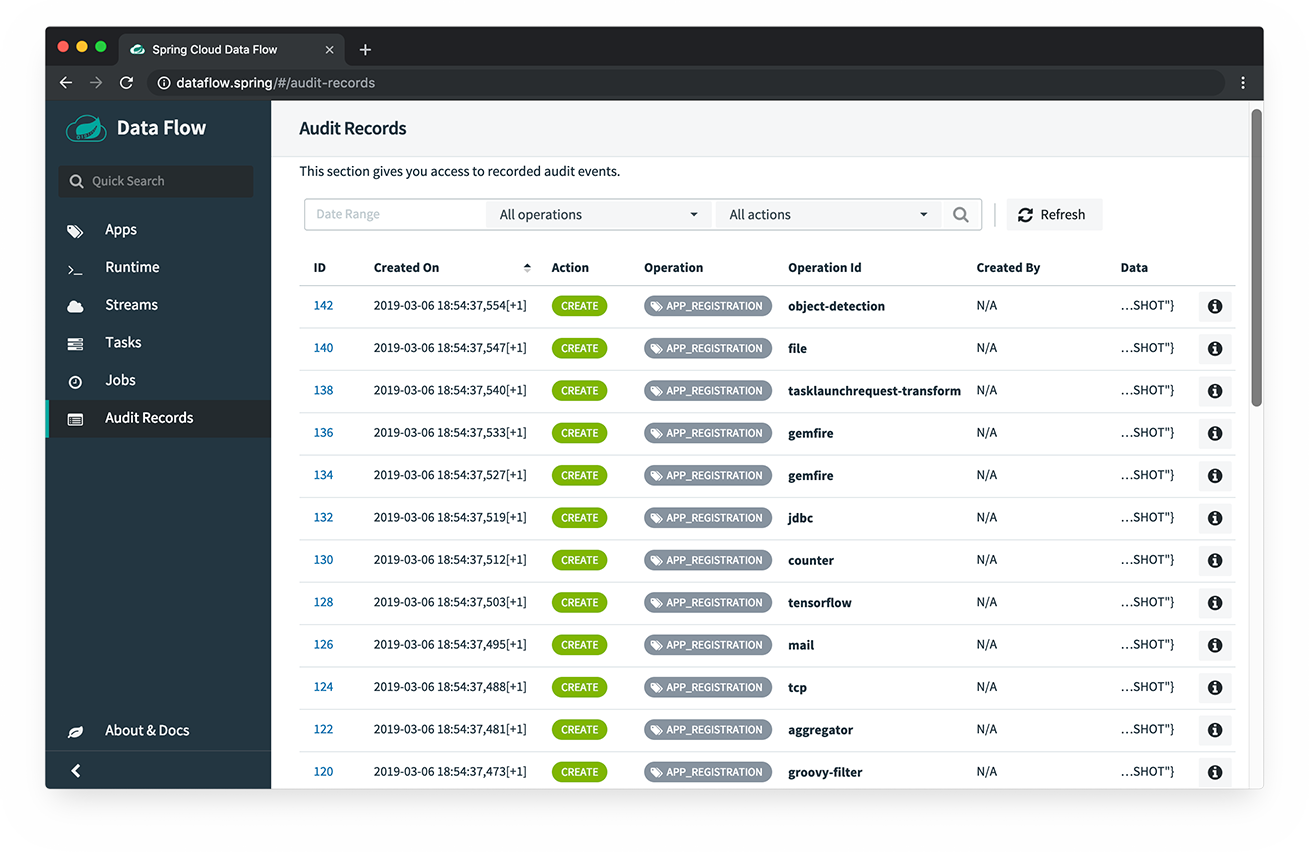 Spring Cloud Data Flow
dataflow.spring/#/audit-records
Data Flow
Quick Search
Apps
Runtime
Streams
Tasks
Jobs
Audit Records
About & Docs
Audit Records
This section gives you access to recorded audit events.
Date Range All operations All actions Refresh
ID Created On Action Operation Operation Id Created By Data
142 2019-03-06 18:54:37,554[+1] CREATE APP_REGISTRATION object-detection N/A ...SHOT"}
140 2019-03-06 18:54:37,547[+1] CREATE APP_REGISTRATION file N/A ...SHOT"}
138 2019-03-06 18:54:37,540[+1] CREATE APP_REGISTRATION tasklaunchrequest-transform N/A ...SHOT"}
136 2019-03-06 18:54:37,533[+1] CREATE APP_REGISTRATION gemfire N/A ...SHOT"}
134 2019-03-06 18:54:37,527[+1] CREATE APP_REGISTRATION gemfire N/A ...SHOT"}
132 2019-03-06 18:54:37,519[+1] CREATE APP_REGISTRATION jdbc N/A ...SHOT"}
130 2019-03-06 18:54:37,512[+1] CREATE APP_REGISTRATION counter N/A ...SHOT"}
128 2019-03-06 18:54:37,503[+1] CREATE APP_REGISTRATION tensorflow N/A ...SHOT"}
126 2019-03-06 18:54:37,495[+1] CREATE APP_REGISTRATION mail N/A ...SHOT"}
124 2019-03-06 18:54:37,488[+1] CREATE APP_REGISTRATION tcp N/A ...SHOT"}
122 2019-03-06 18:54:37,481[+1] CREATE APP_REGISTRATION aggregator N/A ...SHOT"}
120 2019-03-06 18:54:37,473[+1] CREATE APP_REGISTRATION groovy-filter N/A ...SHOT"}